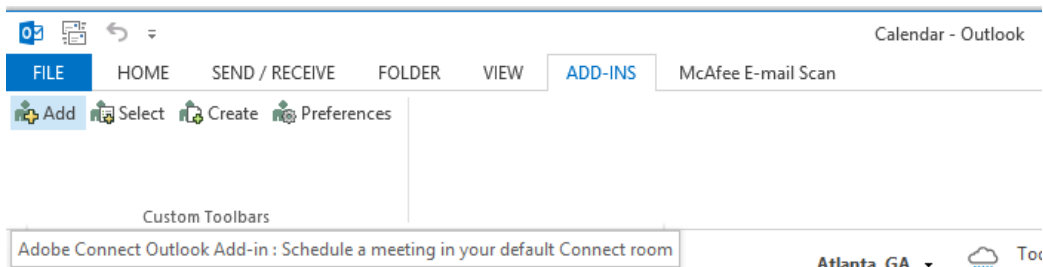 Calendar - Outlook
FILE HOME SEND / RECEIVE FOLDER VIEW ADD-INS McAfee E-mail Scan
Add Select Create Preferences
Custom Toolbars
Adobe Connect Outlook Add-in : Schedule a meeting in your default Connect room
Atlanta, GA